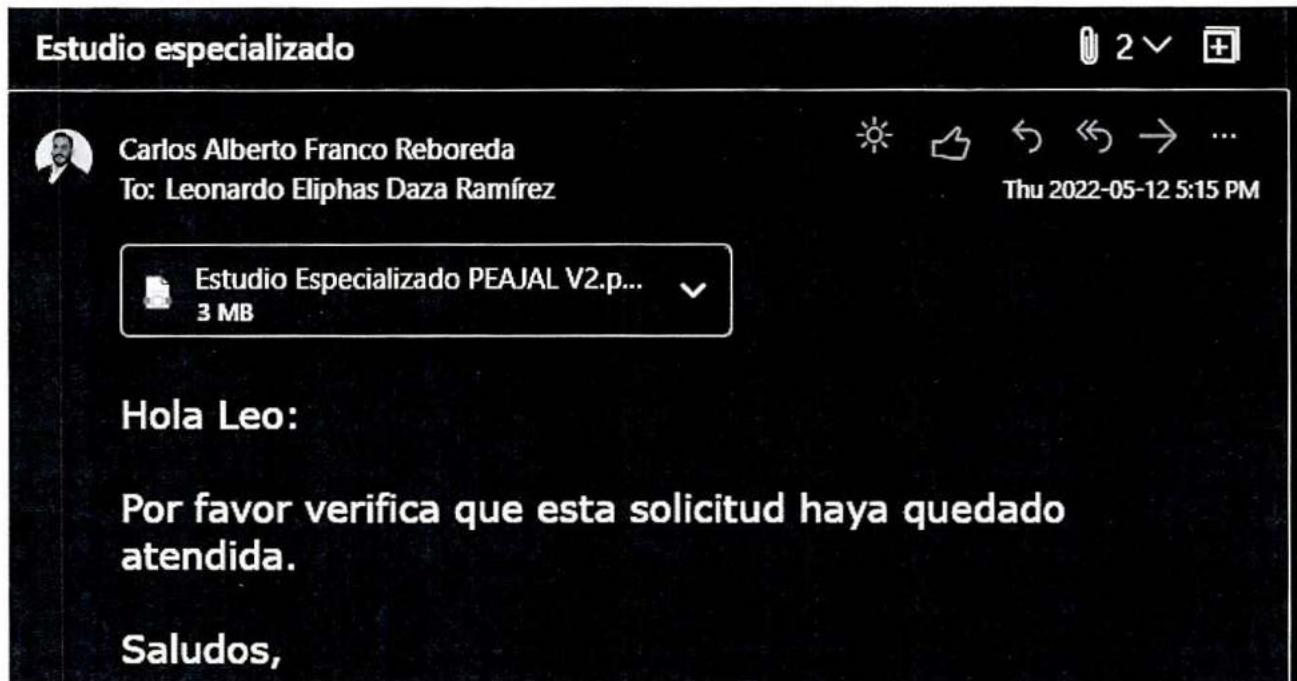 Estudio especializado
2
Carlos Alberto Franco Reboreda
To: Leonardo Eliphas Daza Ramírez
Thu 2022-05-12 5:15 PM
Estudio Especializado PEAJAL V2.p...
3 MB
Hola Leo:
Por favor verifica que esta solicitud haya quedado
atendida.
Saludos,